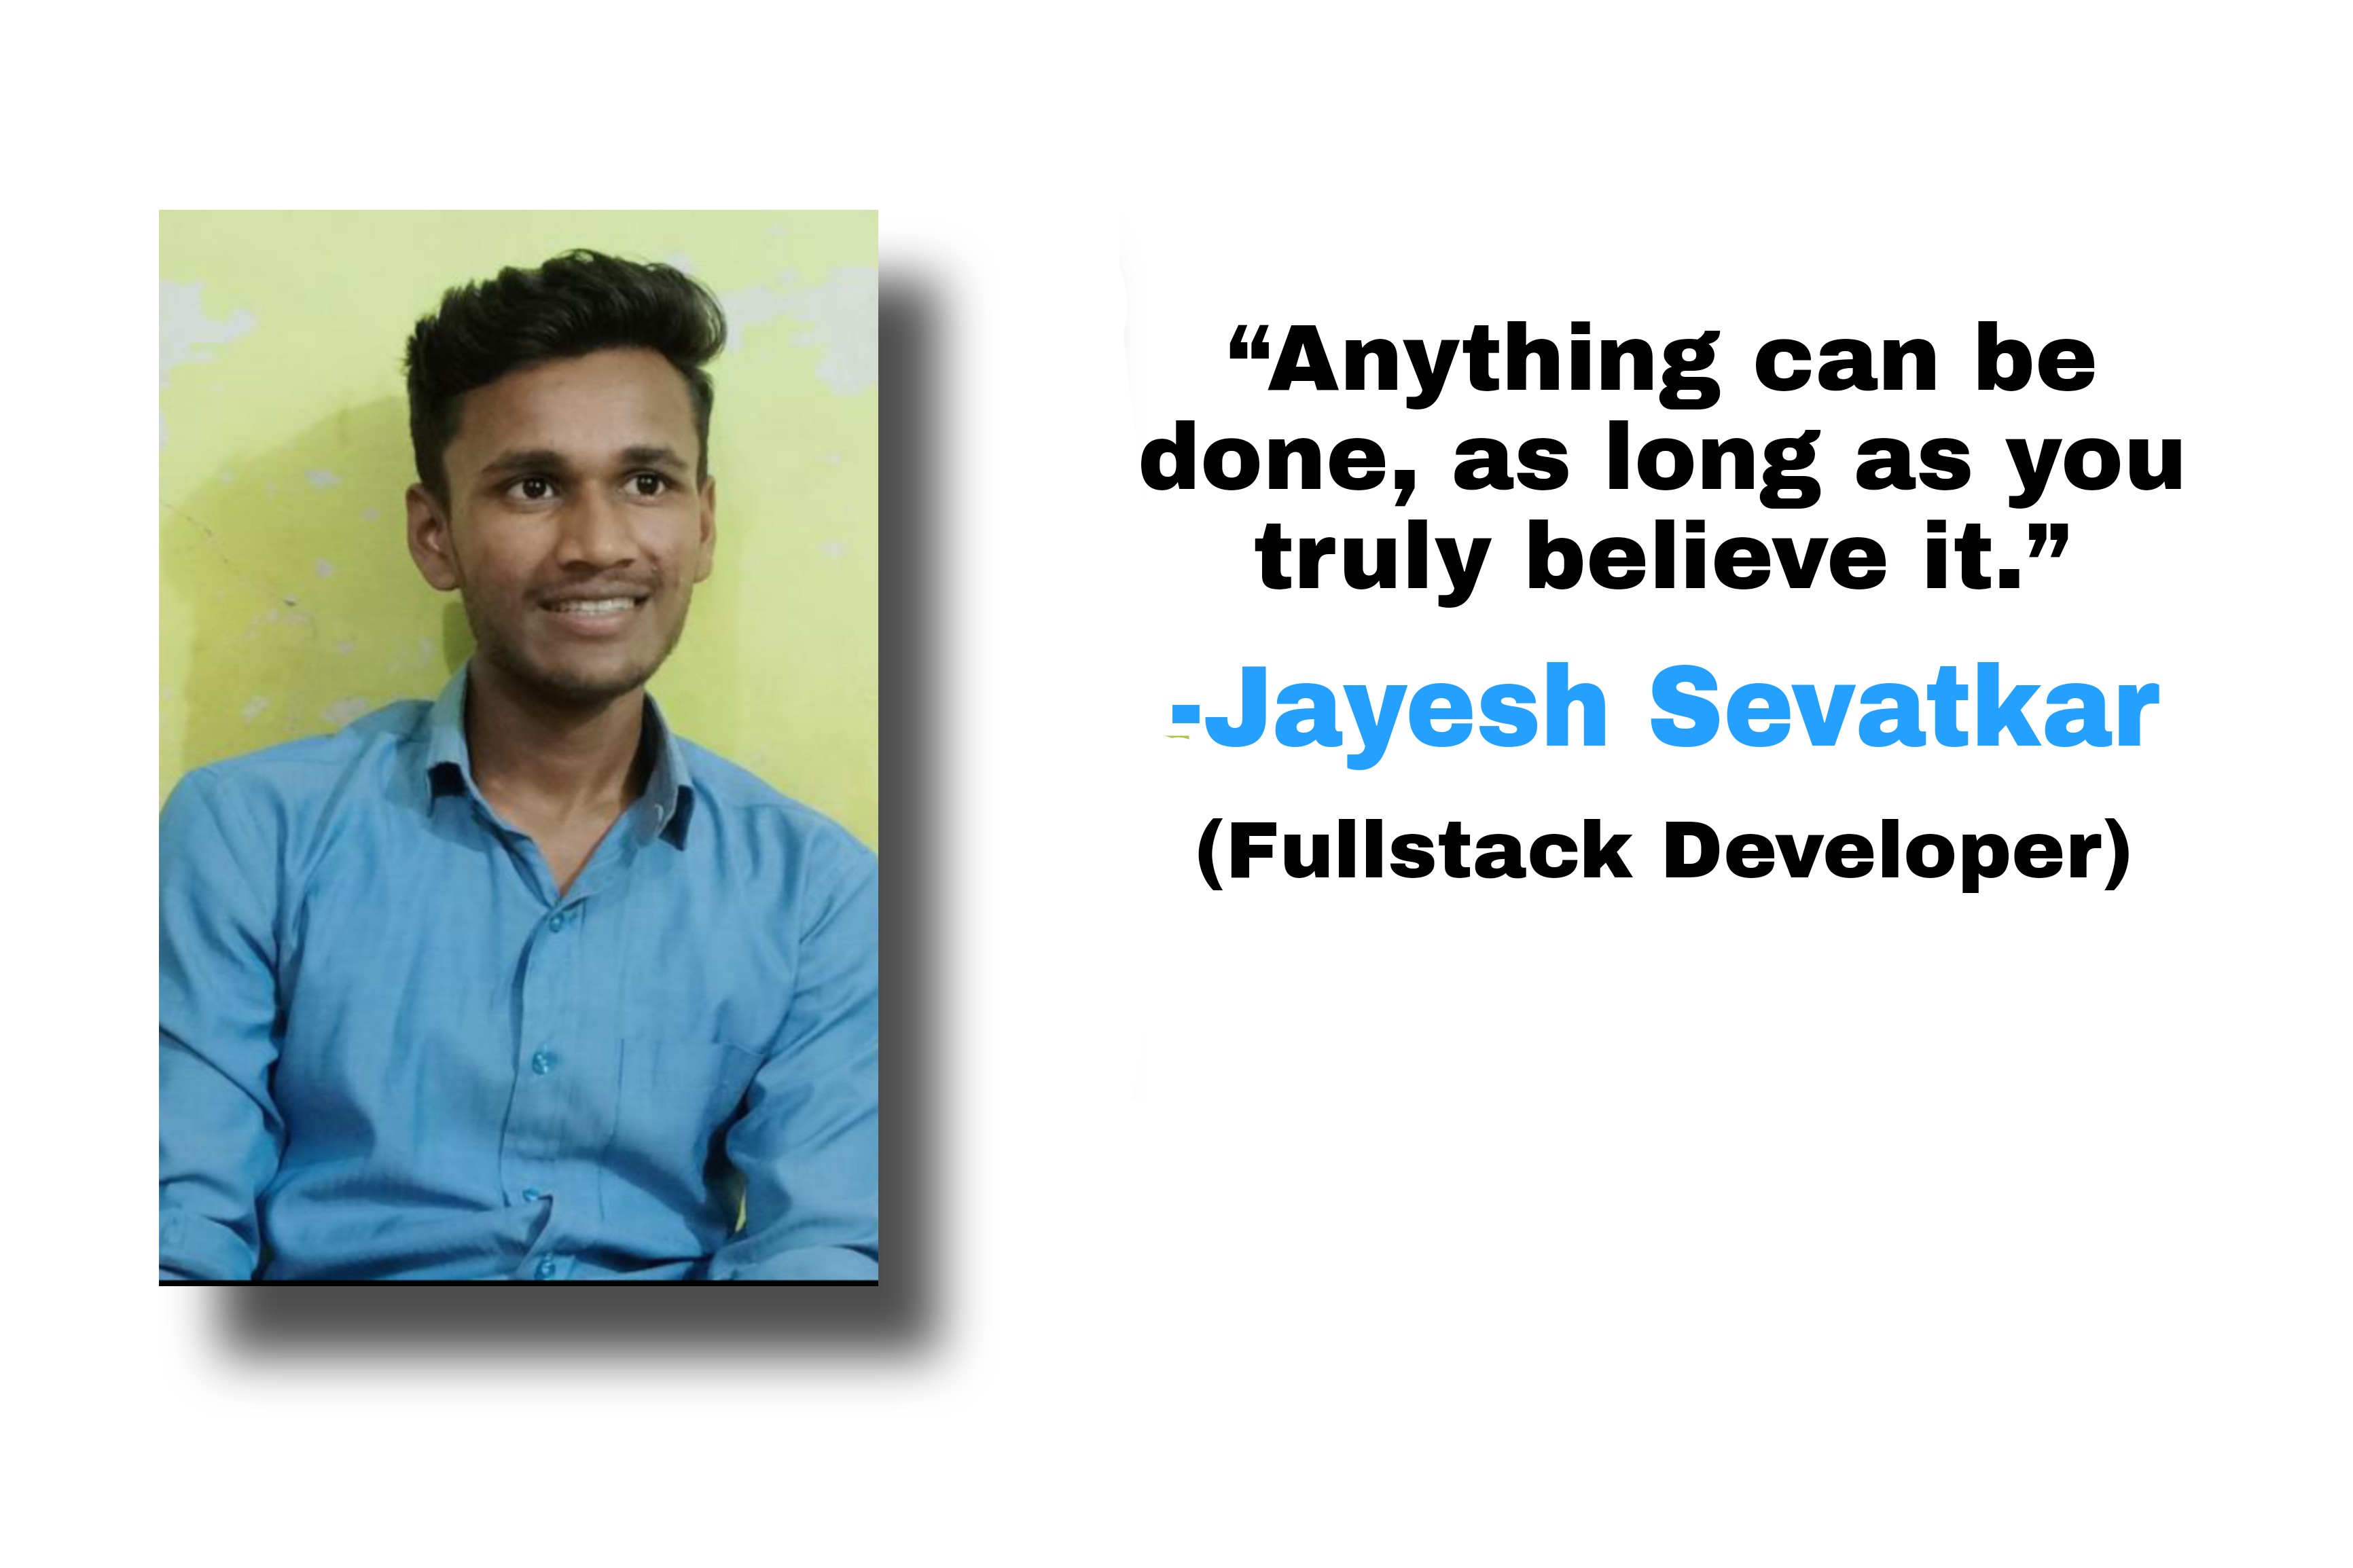 “Anything can be
done, as long as you
truly believe it.”
-Jayesh Sevatkar
(Fullstack Developer)